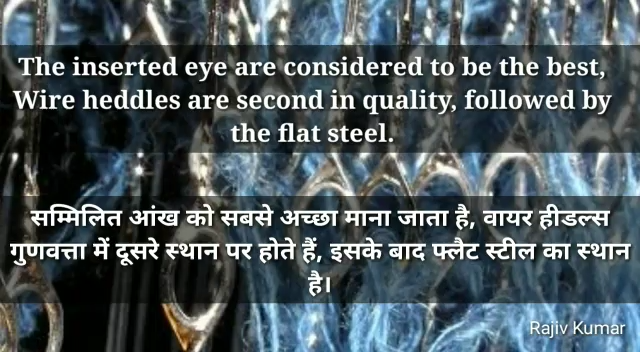 The inserted eye are considered to be the best,
Wire heddles are second in quality, followed by
the flat steel.
सम्मिलित आंख को सबसे अच्छा माना जाता है, वायर हीडल्स
गुणवत्ता में दूसरे स्थान पर होते हैं, इसके बाद फ्लैट स्टील का स्थान
है।
Rajiv Kumar